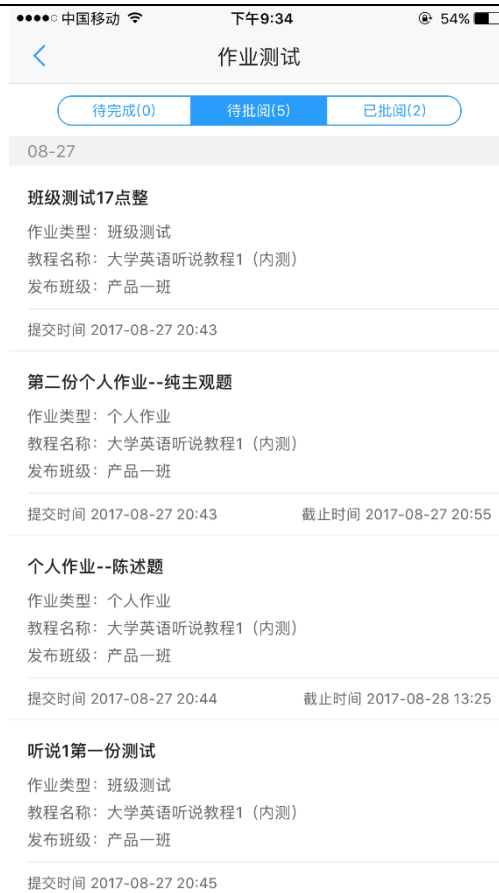 中国移动 下午9:34 54%
作业测试
待完成(0) 待批阅(5) 已批阅(2)
08-27
班级测试17点整
作业类型：班级测试
教程名称：大学英语听说教程1（内测）
发布班级：产品一班
提交时间 2017-08-27 20:43
第二份个人作业--纯主观题
作业类型：个人作业
教程名称：大学英语听说教程1（内测）
发布班级：产品一班
提交时间 2017-08-27 20:43 截止时间 2017-08-27 20:55
个人作业--陈述题
作业类型：个人作业
教程名称：大学英语听说教程1（内测）
发布班级：产品一班
提交时间 2017-08-27 20:44 截止时间 2017-08-28 13:25
听说1第一份测试
作业类型：班级测试
教程名称：大学英语听说教程1（内测）
发布班级：产品一班
提交时间 2017-08-27 20:45